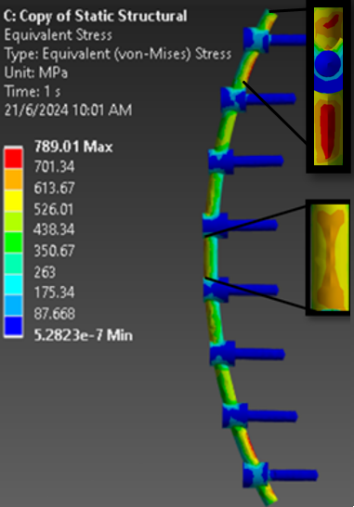 C: Copy of Static Structural
Equivalent Stress
Type: Equivalent (von-Mises) Stress
Unit: MPa
Time: 1 s
21/6/2024 10:01 AM
789.01 Max
701.34
613.67
526.01
438.34
350.67
263
175.34
87.668
5.2823e-7 Min